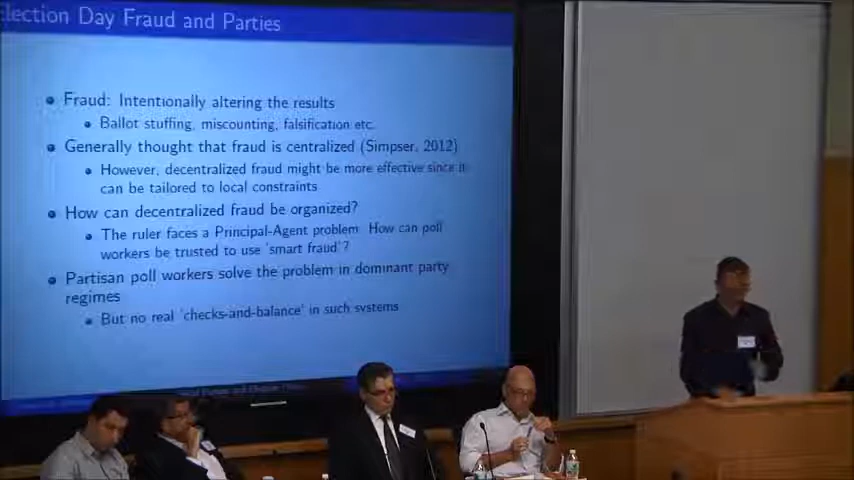 lection Day Fraud and Parties
Fraud: Intentionally altering the results
Ballot stuffing, miscounting, falsification etc.
Generally thought that fraud is centralized (Simpser, 2012)
However, decentralized fraud might be more effective since it
can be tailored to local constraints
How can decentralized fraud be organized?
The ruler faces a Principal-Agent problem. How can poll
workers be trusted to use 'smart fraud'?
Partisan poll workers solve the problem in dominant party
regimes
But no real 'checks-and-balance' in such systems